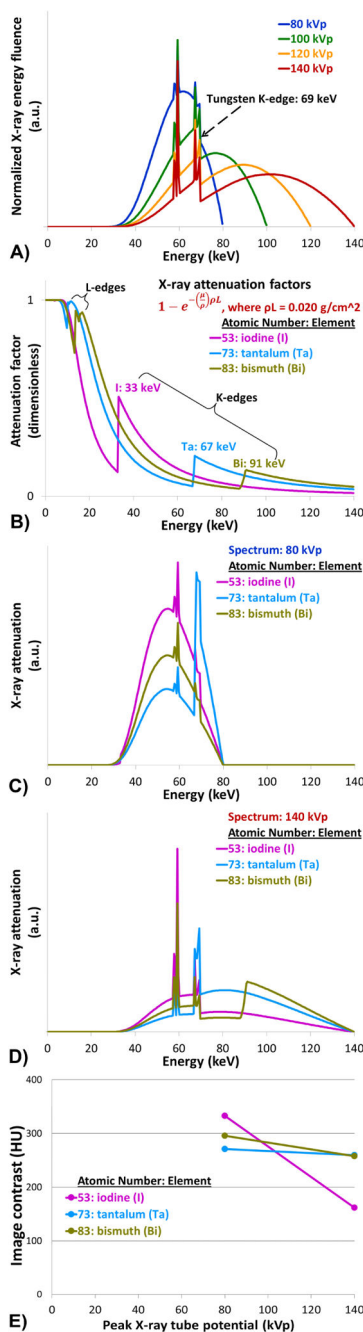 Normalized X-ray energy fluence
(a.u.)
80 kVp
100 kVp
120 kVp
140 kVp
Tungsten K-edge: 69 keV
0 20 40 60 80 100 120 140
A)
Energy (keV)
Attenuation factor
(dimensionless)
1
0
L-edges
X-ray attenuation factors
1 − e^−(μ/ρ)ρL, where ρL = 0.020 g/cm^2
Atomic Number: Element
53: iodine (I)
73: tantalum (Ta)
83: bismuth (Bi)
I: 33 keV
K-edges
Ta: 67 keV
Bi: 91 keV
0 20 40 60 80 100 120 140
B)
Energy (keV)
X-ray attenuation
(a.u.)
Spectrum: 80 kVp
Atomic Number: Element
53: iodine (I)
73: tantalum (Ta)
83: bismuth (Bi)
0 20 40 60 80 100 120 140
C)
Energy (keV)
X-ray attenuation
(a.u.)
Spectrum: 140 kVp
Atomic Number: Element
53: iodine (I)
73: tantalum (Ta)
83: bismuth (Bi)
0 20 40 60 80 100 120 140
D)
Energy (keV)
Image contrast (HU)
400
300
200
100
0
Atomic Number: Element
53: iodine (I)
73: tantalum (Ta)
83: bismuth (Bi)
0 20 40 60 80 100 120 140
E)
Peak X-ray tube potential (kVp)